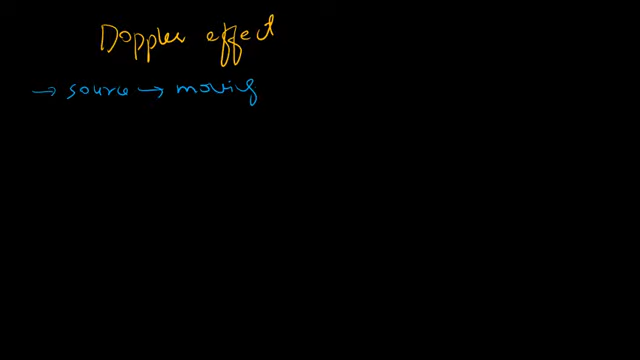 Doppler effect
→ source → moving